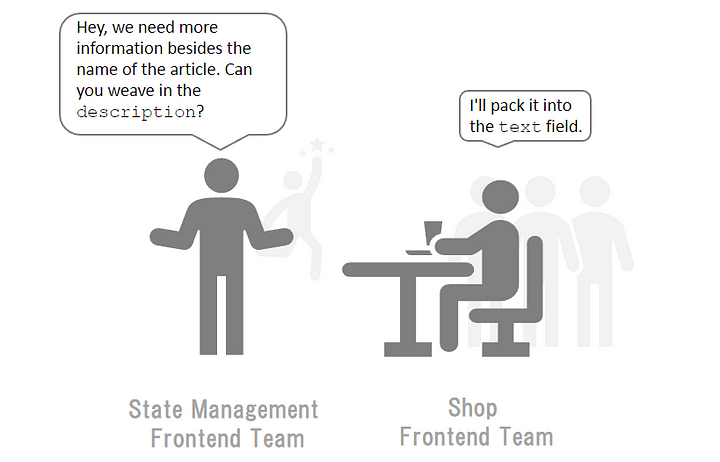 Hey, we need more
information besides the
name of the article. Can
you weave in the
description?
I'll pack it into
the text field.
State Management
Frontend Team
Shop
Frontend Team